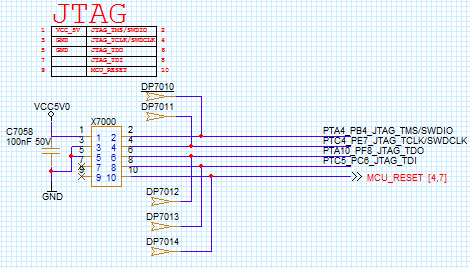 JTAG
1 VCC_5V JTAG_TMS/SWDIO 2
3 GND JTAG_TCLK/SWDCLK 4
5 GND JTAG_TDO 6
7 JTAG_TDI 8
9 MCU_RESET 10
DP7010
DP7011
VCC5V0
X7000
C7058
100nF 50V
1 1 2 2
3 3 4 4
5 5 6 6
7 7 8 8
9 9 10 10
PTA4_PB4_JTAG_TMS/SWDIO
PTC4_PE7_JTAG_TCLK/SWDCLK
PTA10_PF8_JTAG_TDO
PTC5_PC6_JTAG_TDI
MCU_RESET [4,7]
GND
DP7012
DP7013
DP7014